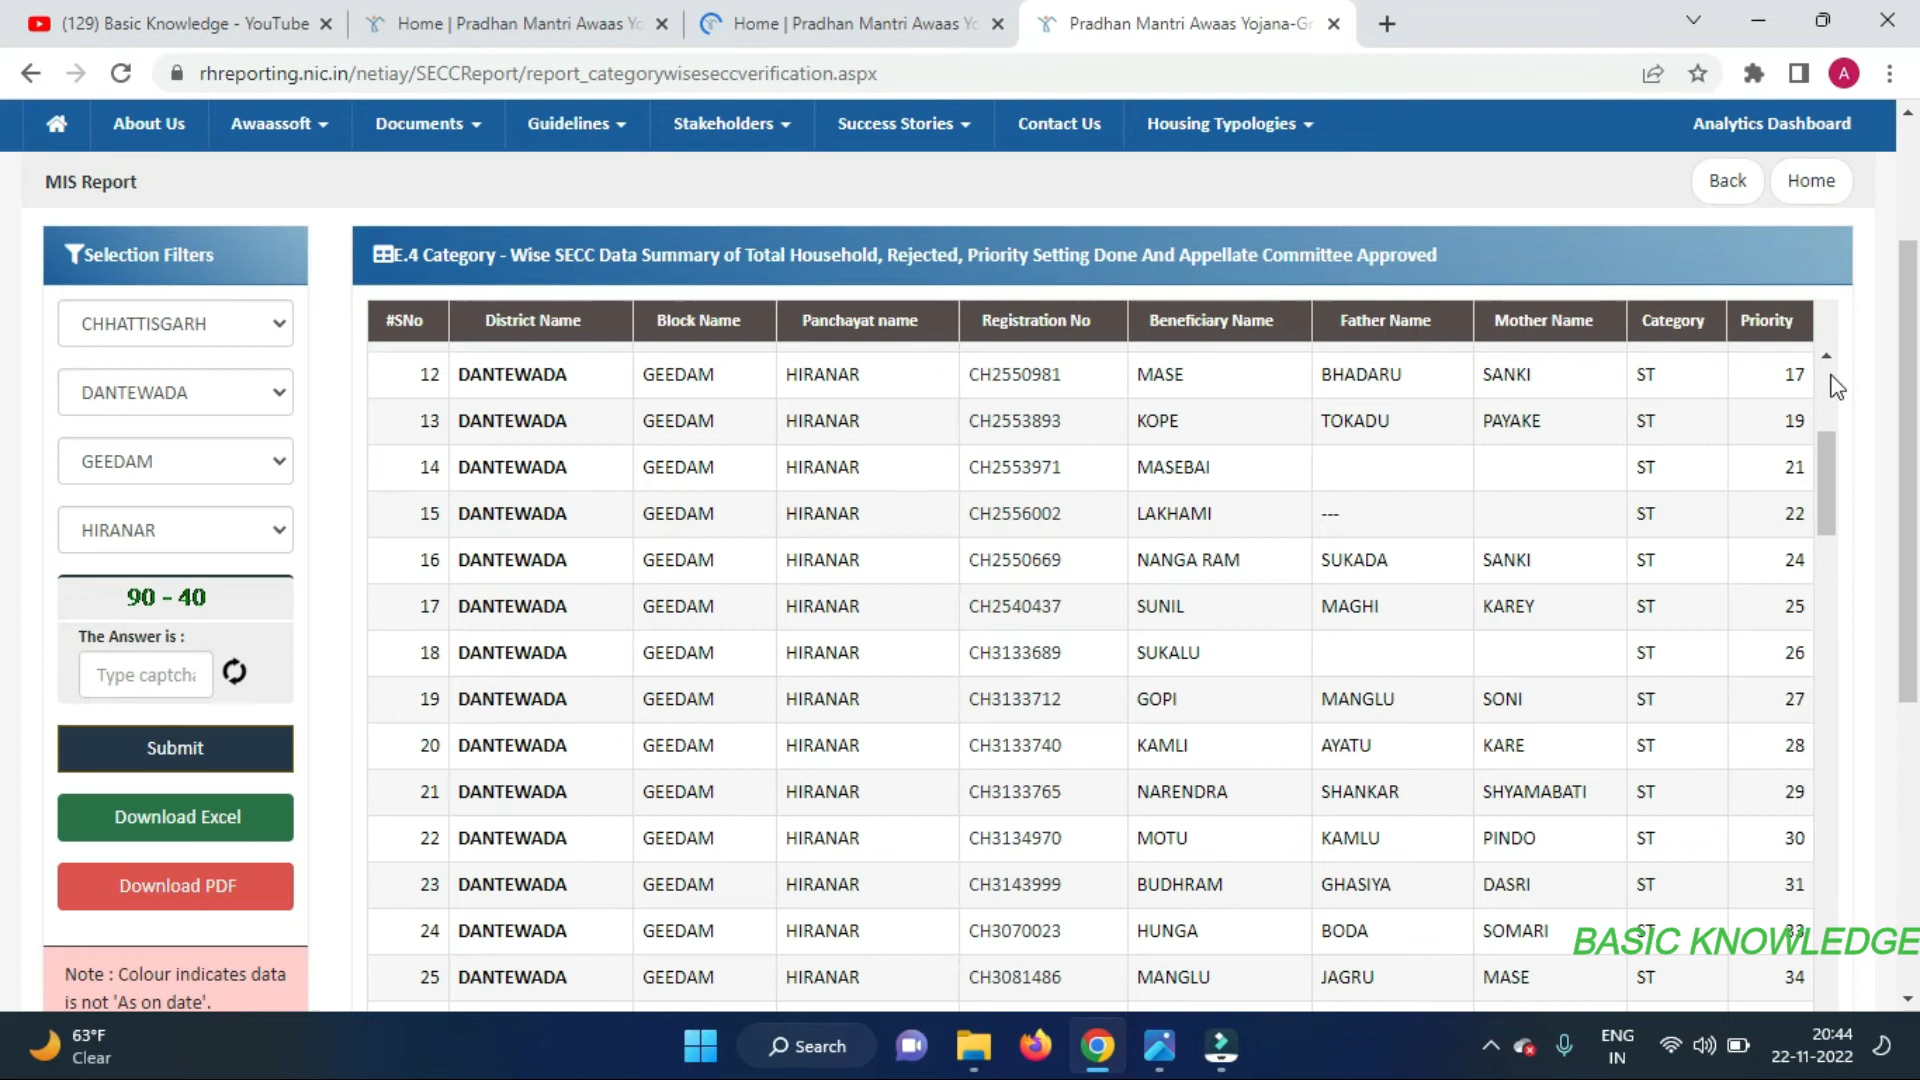 (129) Basic Knowledge - YouTube
Home | Pradhan Mantri Awaas Yo
Home | Pradhan Mantri Awaas Yo
Pradhan Mantri Awaas Yojana-Gr
rhreporting.nic.in/netiay/SECCReport/report_categorywiseseccverification.aspx
A
About Us Awaassoft Documents Guidelines Stakeholders Success Stories Contact Us Housing Typologies Analytics Dashboard
MIS Report
Back Home
Selection Filters
CHHATTISGARH
DANTEWADA
GEEDAM
HIRANAR
90 - 40
The Answer is :
Type captcha
Submit
Download Excel
Download PDF
Note : Colour indicates data
is not 'As on date'.
E.4 Category - Wise SECC Data Summary of Total Household, Rejected, Priority Setting Done And Appellate Committee Approved
#SNo District Name Block Name Panchayat name Registration No Beneficiary Name Father Name Mother Name Category Priority
12 DANTEWADA GEEDAM HIRANAR CH2550981 MASE BHADARU SANKI ST 17
13 DANTEWADA GEEDAM HIRANAR CH2553893 KOPE TOKADU PAYAKE ST 19
14 DANTEWADA GEEDAM HIRANAR CH2553971 MASEBAI ST 21
15 DANTEWADA GEEDAM HIRANAR CH2556002 LAKHAMI --- ST 22
16 DANTEWADA GEEDAM HIRANAR CH2550669 NANGA RAM SUKADA SANKI ST 24
17 DANTEWADA GEEDAM HIRANAR CH2540437 SUNIL MAGHI KAREY ST 25
18 DANTEWADA GEEDAM HIRANAR CH3133689 SUKALU ST 26
19 DANTEWADA GEEDAM HIRANAR CH3133712 GOPI MANGLU SONI ST 27
20 DANTEWADA GEEDAM HIRANAR CH3133740 KAMLI AYATU KARE ST 28
21 DANTEWADA GEEDAM HIRANAR CH3133765 NARENDRA SHANKAR SHYAMABATI ST 29
22 DANTEWADA GEEDAM HIRANAR CH3134970 MOTU KAMLU PINDO ST 30
23 DANTEWADA GEEDAM HIRANAR CH3143999 BUDHRAM GHASIYA DASRI ST 31
24 DANTEWADA GEEDAM HIRANAR CH3070023 HUNGA BODA SOMARI ST 33
25 DANTEWADA GEEDAM HIRANAR CH3081486 MANGLU JAGRU MASE ST 34
BASIC KNOWLEDGE
63°F
Clear
Search
ENG
IN
20:44
22-11-2022